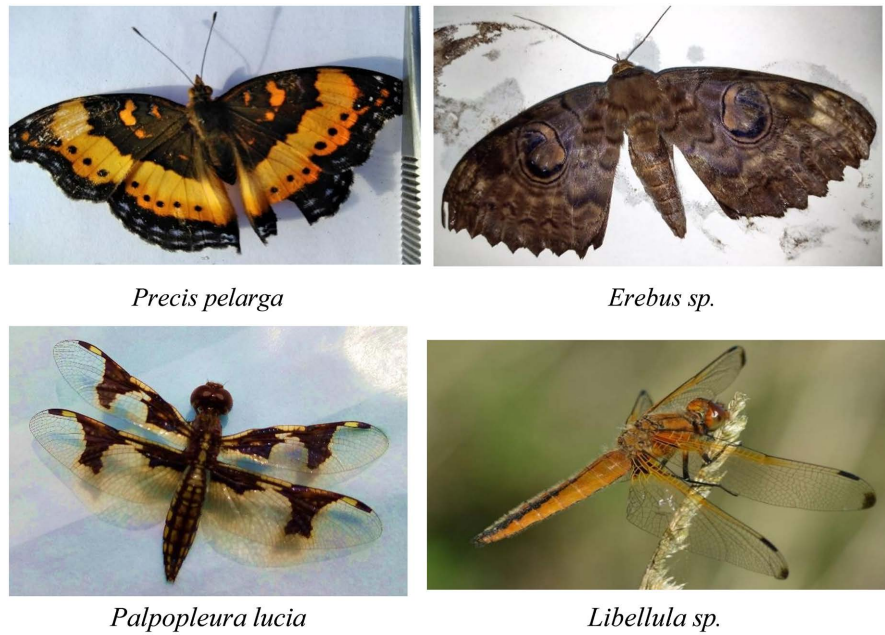 Precis pelarga
Erebus sp.
Palpopleura lucia
Libellula sp.